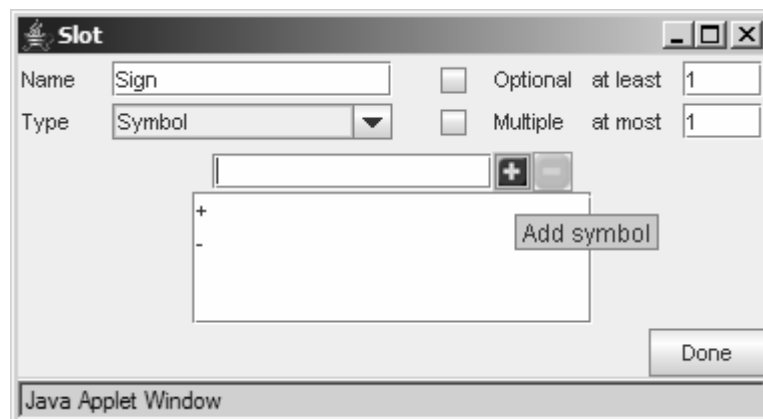 Slot
Name Sign Optional at least 1
Type Symbol Multiple at most 1
+
-
Add symbol
Done
Java Applet Window